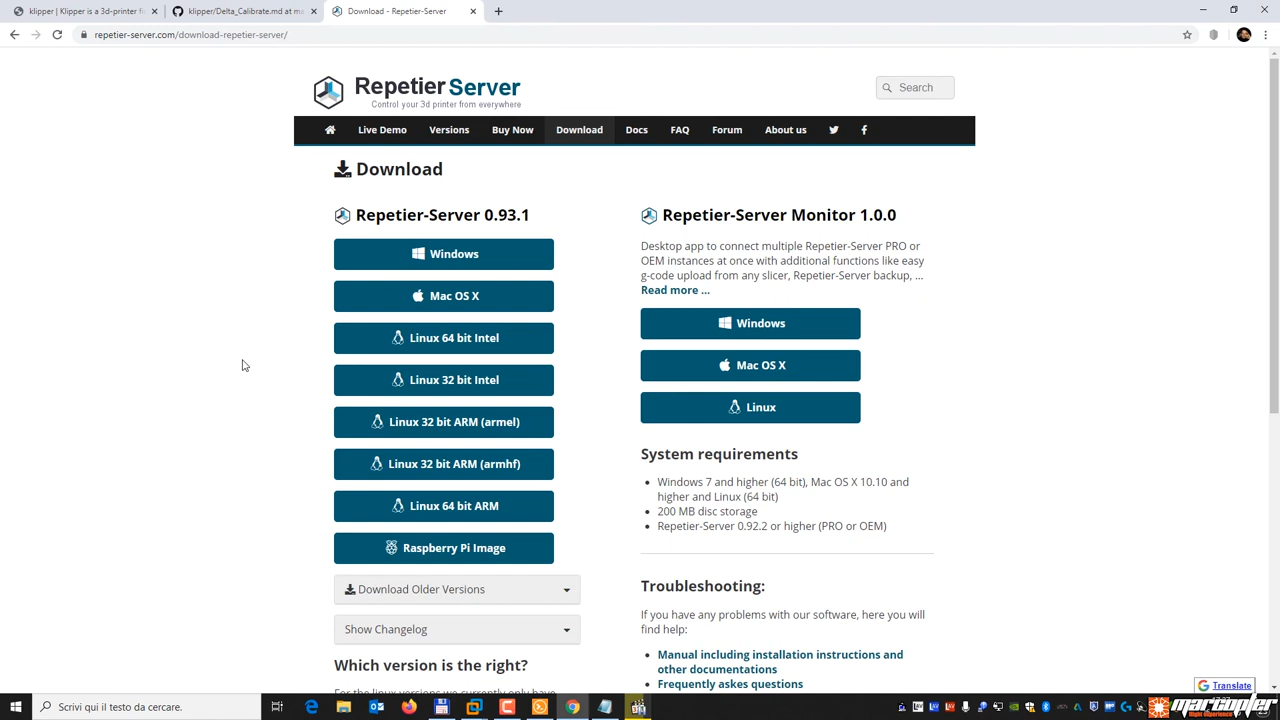 klipper | Klipper is a 3d-printer f
klipper/Delta_Calibrate.md at m
Download - Repetier-Server
repetier-server.com/download-repetier-server/
Repetier Server
Control your 3d printer from everywhere
Search
Live Demo Versions Buy Now Download Docs FAQ Forum About us
Download
Repetier-Server 0.93.1
Windows
Mac OS X
Linux 64 bit Intel
Linux 32 bit Intel
Linux 32 bit ARM (armel)
Linux 32 bit ARM (armhf)
Linux 64 bit ARM
Raspberry Pi Image
Download Older Versions
Show Changelog
Which version is the right?
Repetier-Server Monitor 1.0.0
Desktop app to connect multiple Repetier-Server PRO or
OEM instances at once with additional functions like easy
g-code upload from any slicer, Repetier-Server backup, ...
Read more ...
Windows
Mac OS X
Linux
System requirements
• Windows 7 and higher (64 bit), Mac OS X 10.10 and
higher and Linux (64 bit)
• 200 MB disc storage
• Repetier-Server 0.92.2 or higher (PRO or OEM)
Troubleshooting:
If you have any problems with our software, here you will
find help:
• Manual including installation instructions and
other documentations
• Frequently askes questions
Translate
Scrivi qui il testo da cercare.
marcopter